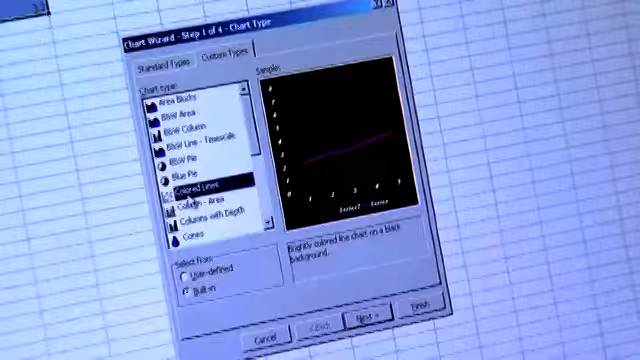 Chart Wizard - Step 1 of 4 - Chart Type
Standard Types
Custom Types
Chart type:
Sample:
Area Blocks
B&W Area
B&W Column
B&W Line - Timescale
B&W Pie
Blue Pie
Colored Lines
Column - Area
Columns with Depth
Cones
Select from
User-defined
Built-in
Brightly colored line chart on a black
background.
Cancel
< Back
Next >
Finish